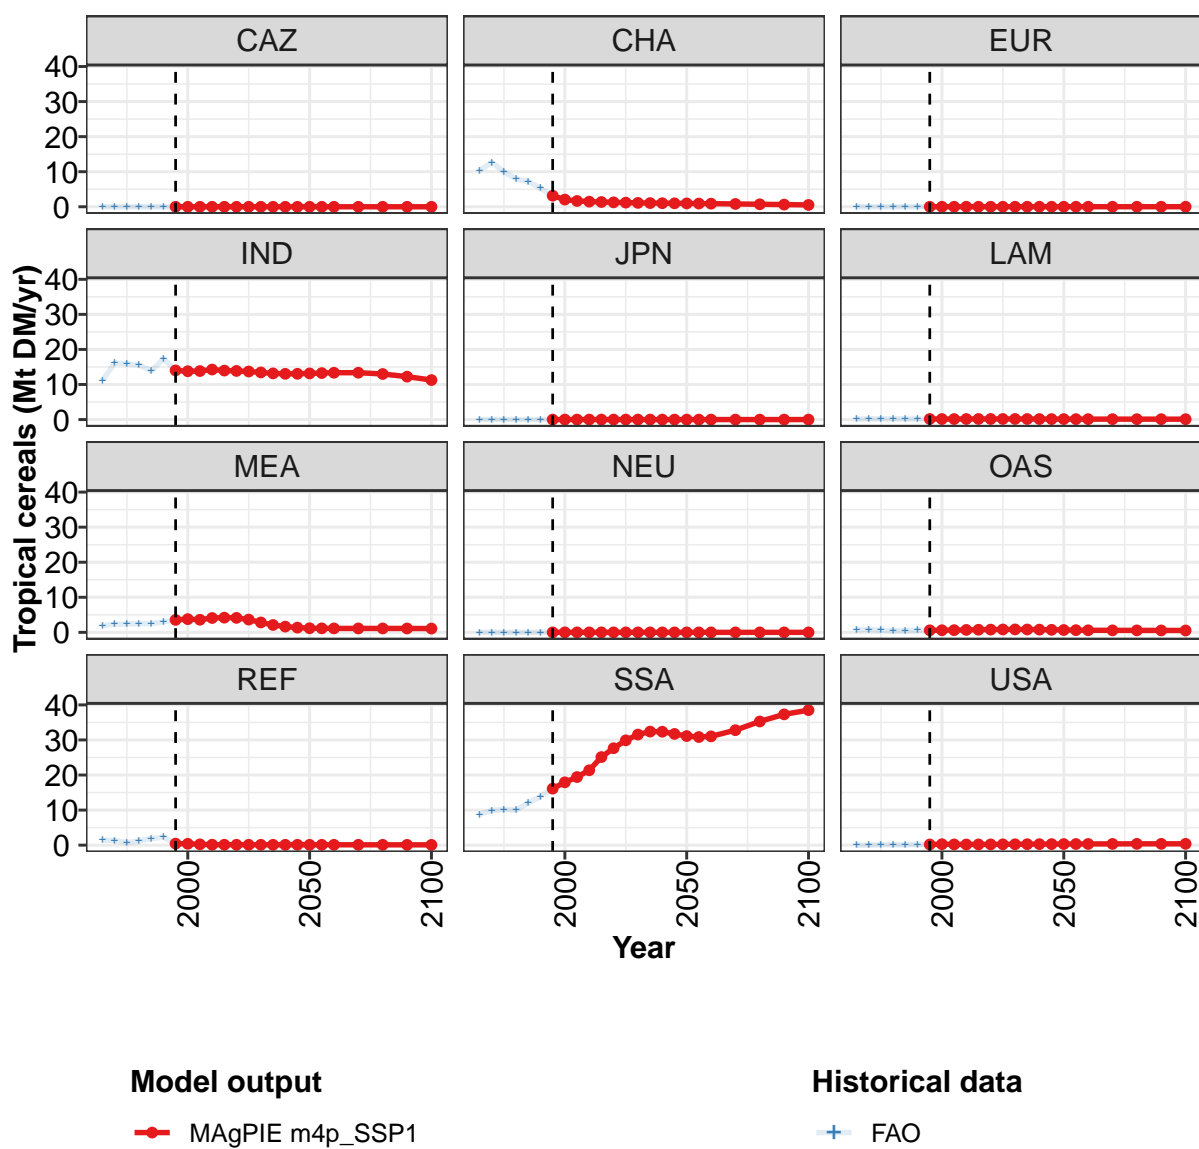 CAZ CHA EUR
40
30
20
10
0
IND JPN LAM
40
30
20
10
0
MEA NEU OAS
40
30
20
10
0
REF SSA USA
40
30
20
10
0
Tropical cereals (Mt DM/yr)
2000 2050 2100 2000 2050 2100 2000 2050 2100
Year
Model output Historical data
MAgPIE m4p_SSP1 FAO